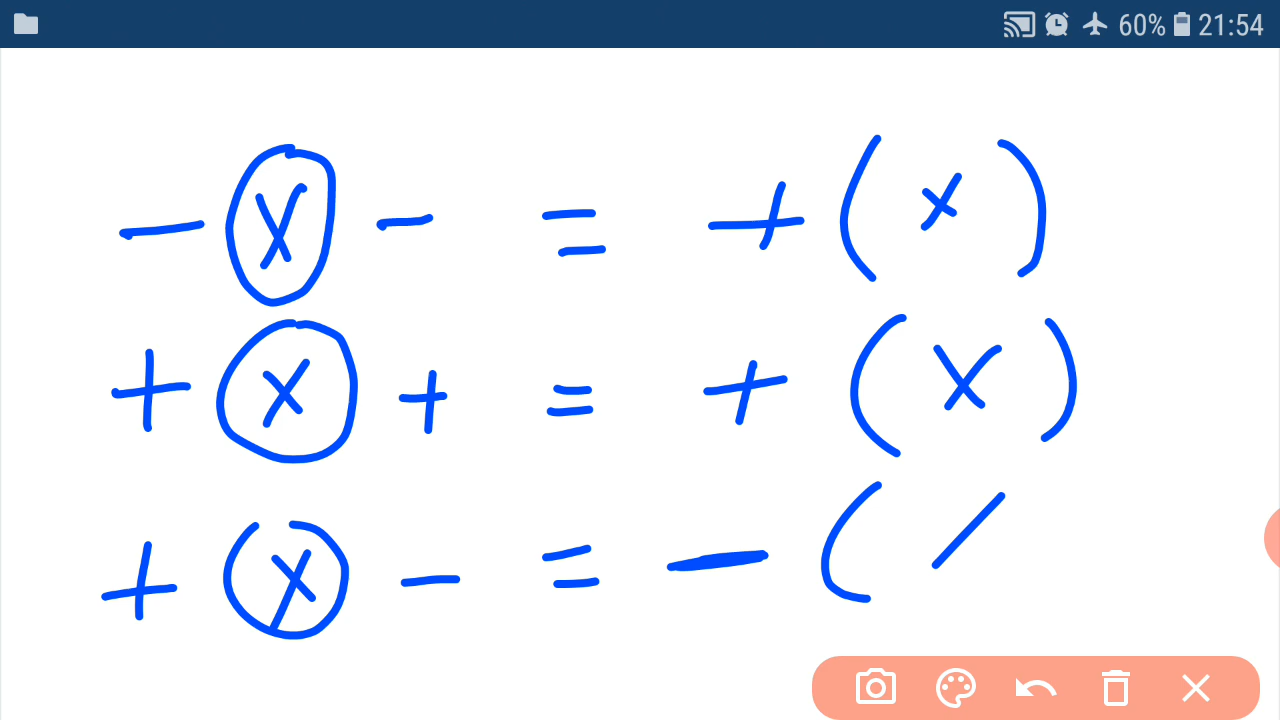 60% 21:54
- x - = + ( x )
+ x + = + ( x )
+ x - = - ( /